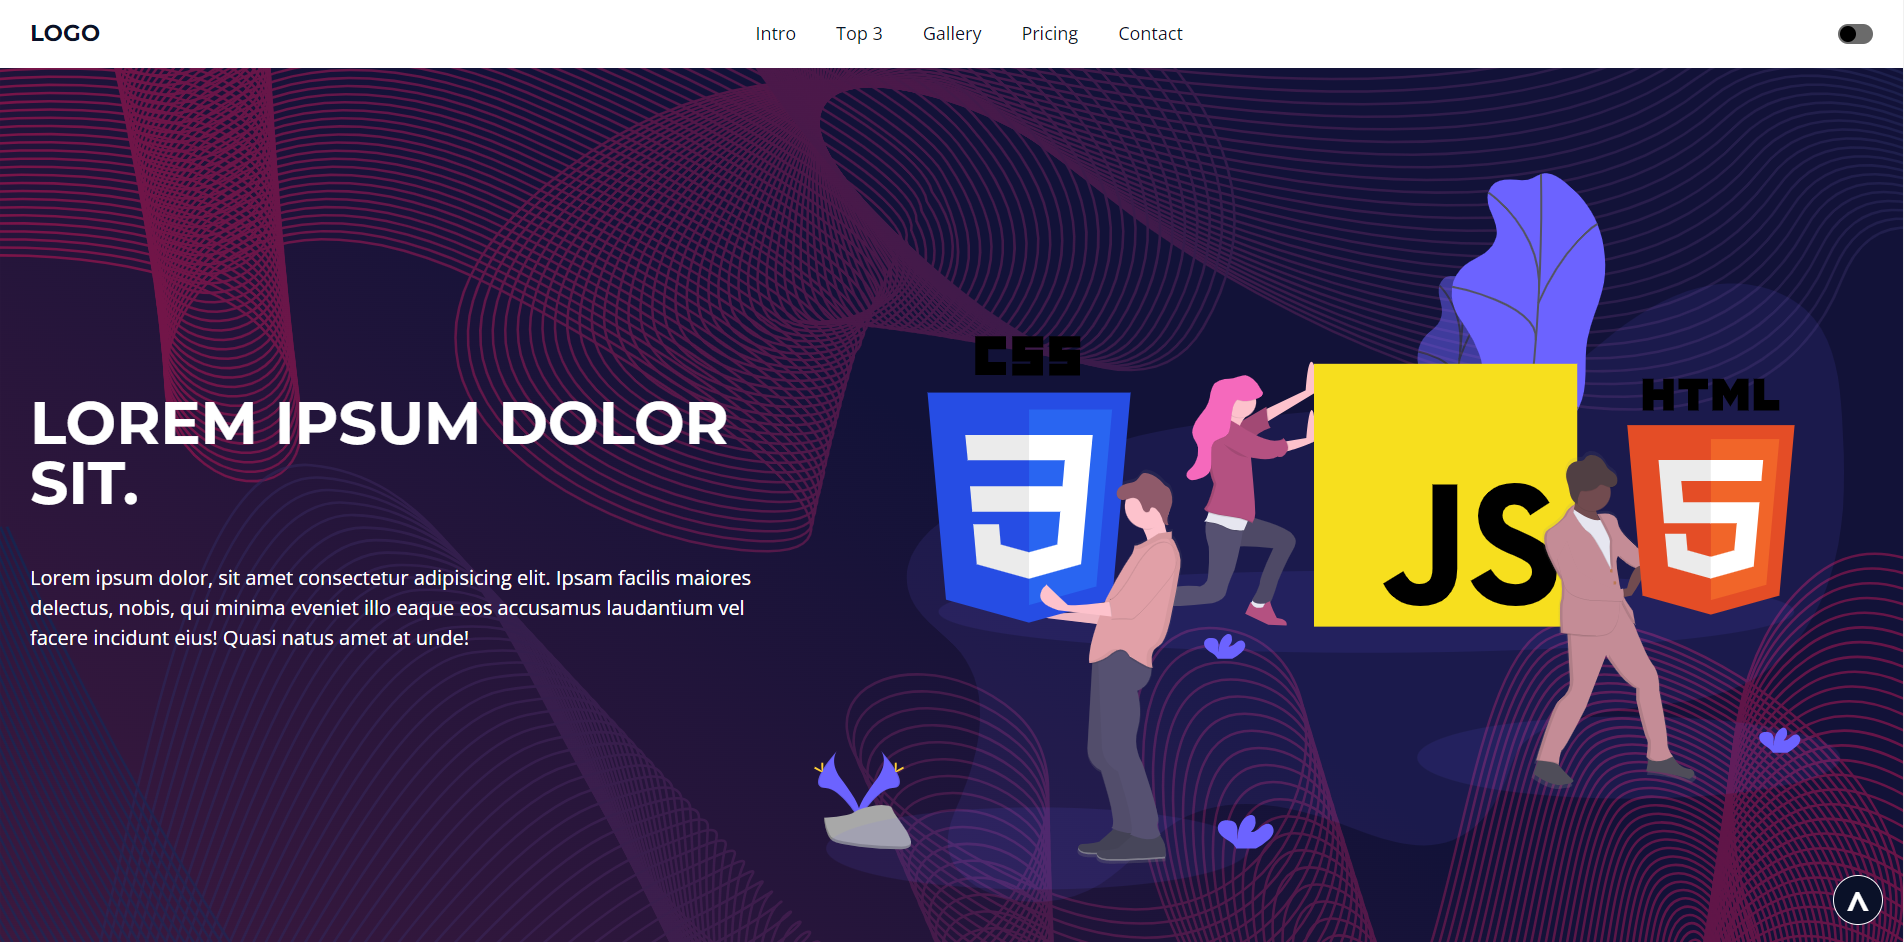 LOGO
Intro
Top 3
Gallery
Pricing
Contact
CSS
3
JS
HTML
5
LOREM IPSUM DOLOR
SIT.
Lorem ipsum dolor, sit amet consectetur adipisicing elit. Ipsam facilis maiores
delectus, nobis, qui minima eveniet illo eaque eos accusamus laudantium vel
facere incidunt eius! Quasi natus amet at unde!